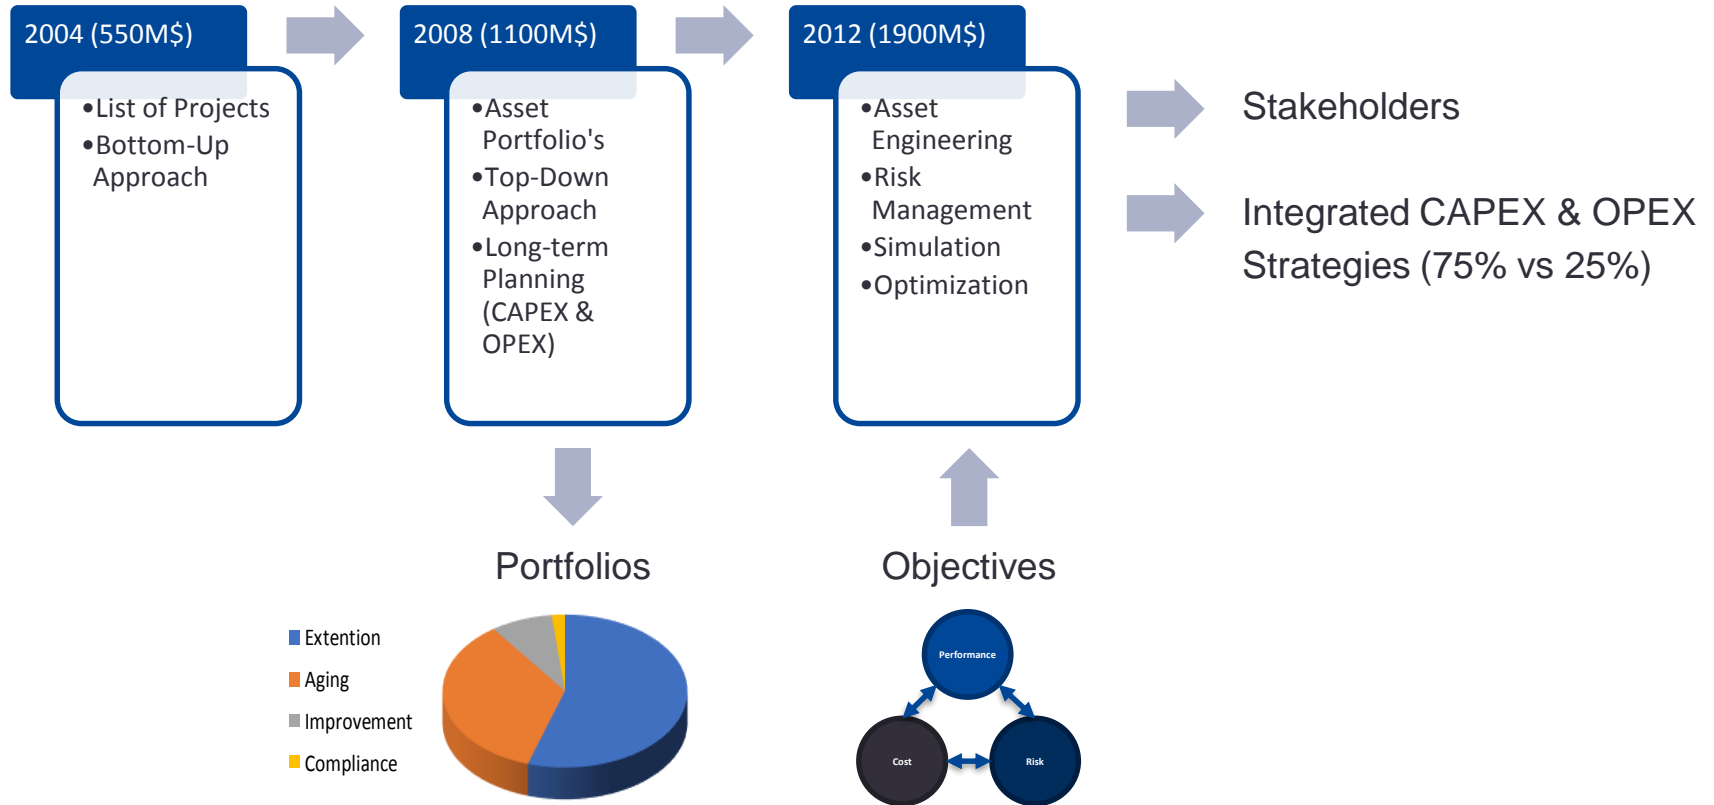 2004 (550M$)
•List of Projects
•Bottom-Up
Approach
2008 (1100M$)
•Asset
Portfolio's
•Top-Down
Approach
•Long-term
Planning
(CAPEX &
OPEX)
2012 (1900M$)
•Asset
Engineering
•Risk
Management
•Simulation
•Optimization
Stakeholders
Integrated CAPEX & OPEX
Strategies (75% vs 25%)
Portfolios
Extention
Aging
Improvement
Compliance
Objectives
Performance
Cost
Risk